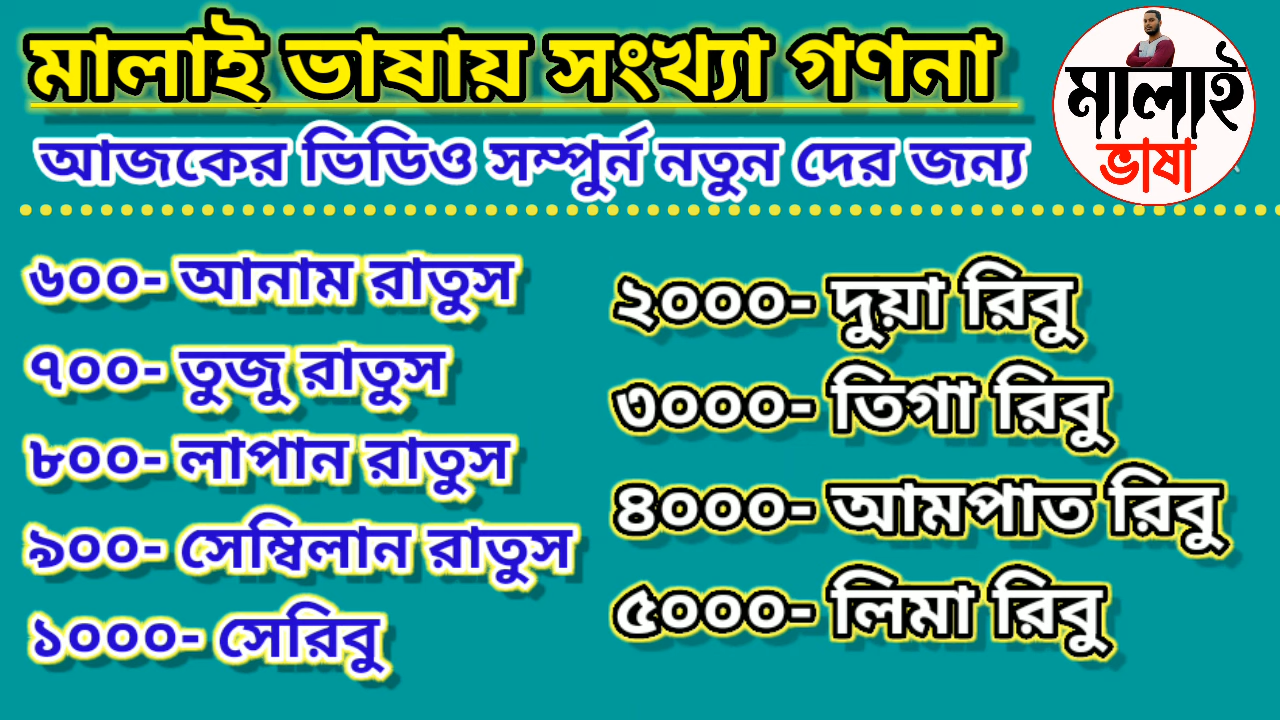 মালাই ভাষায় সংখ্যা গণনা
আজকের ভিডিও সম্পুর্ন নতুন দের জন্য
মালাই
ভাষা
৬০০- আনাম রাতুস
৭০০- তুজু রাতুস
৮০০- লাপান রাতুস
৯০০- সেম্বিলান রাতুস
১০০০- সেরিবু
২০০০- দুয়া রিবু
৩০০০- তিগা রিবু
৪০০০- আমপাত রিবু
৫০০০- লিমা রিবু